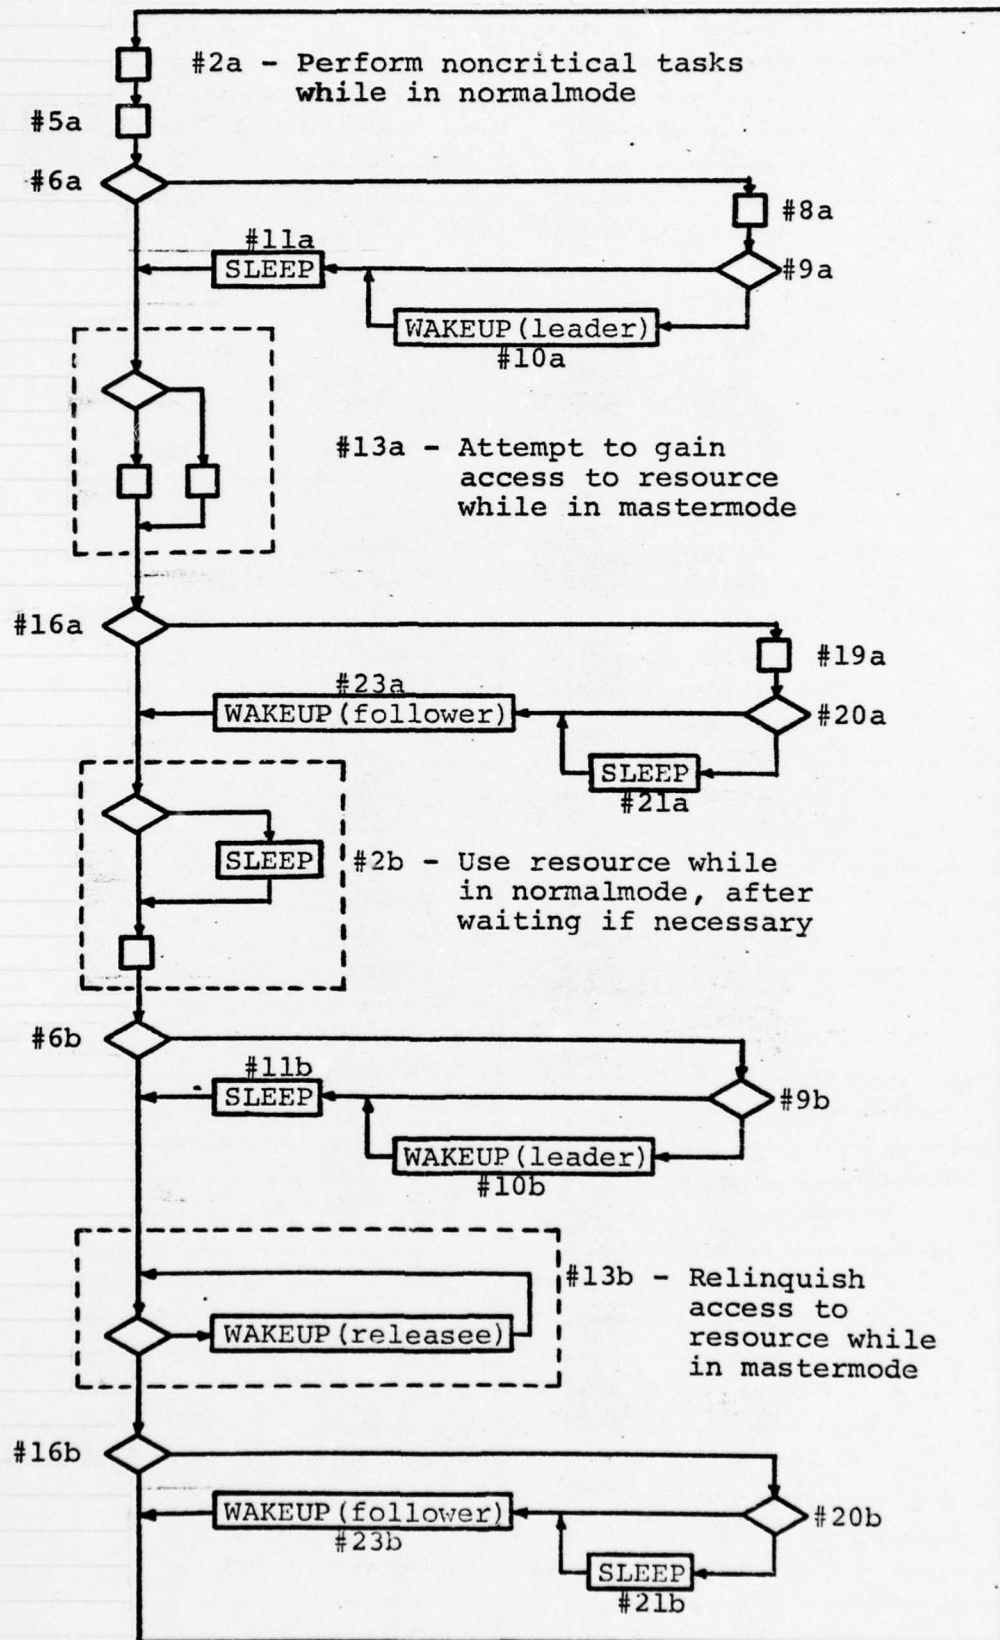 #2a - Perform noncritical tasks
while in normalmode
#5a
#6a
#8a
#11a
SLEEP
#9a
WAKEUP(leader)
#10a
#13a - Attempt to gain
access to resource
while in mastermode
#16a
#19a
#23a
WAKEUP(follower)
#20a
SLEEP
#21a
SLEEP
#2b - Use resource while
in normalmode, after
waiting if necessary
#6b
#11b
SLEEP
#9b
WAKEUP(leader)
#10b
#13b - Relinquish
access to
resource while
in mastermode
WAKEUP(releasee)
#16b
WAKEUP(follower)
#20b
#23b
SLEEP
#21b